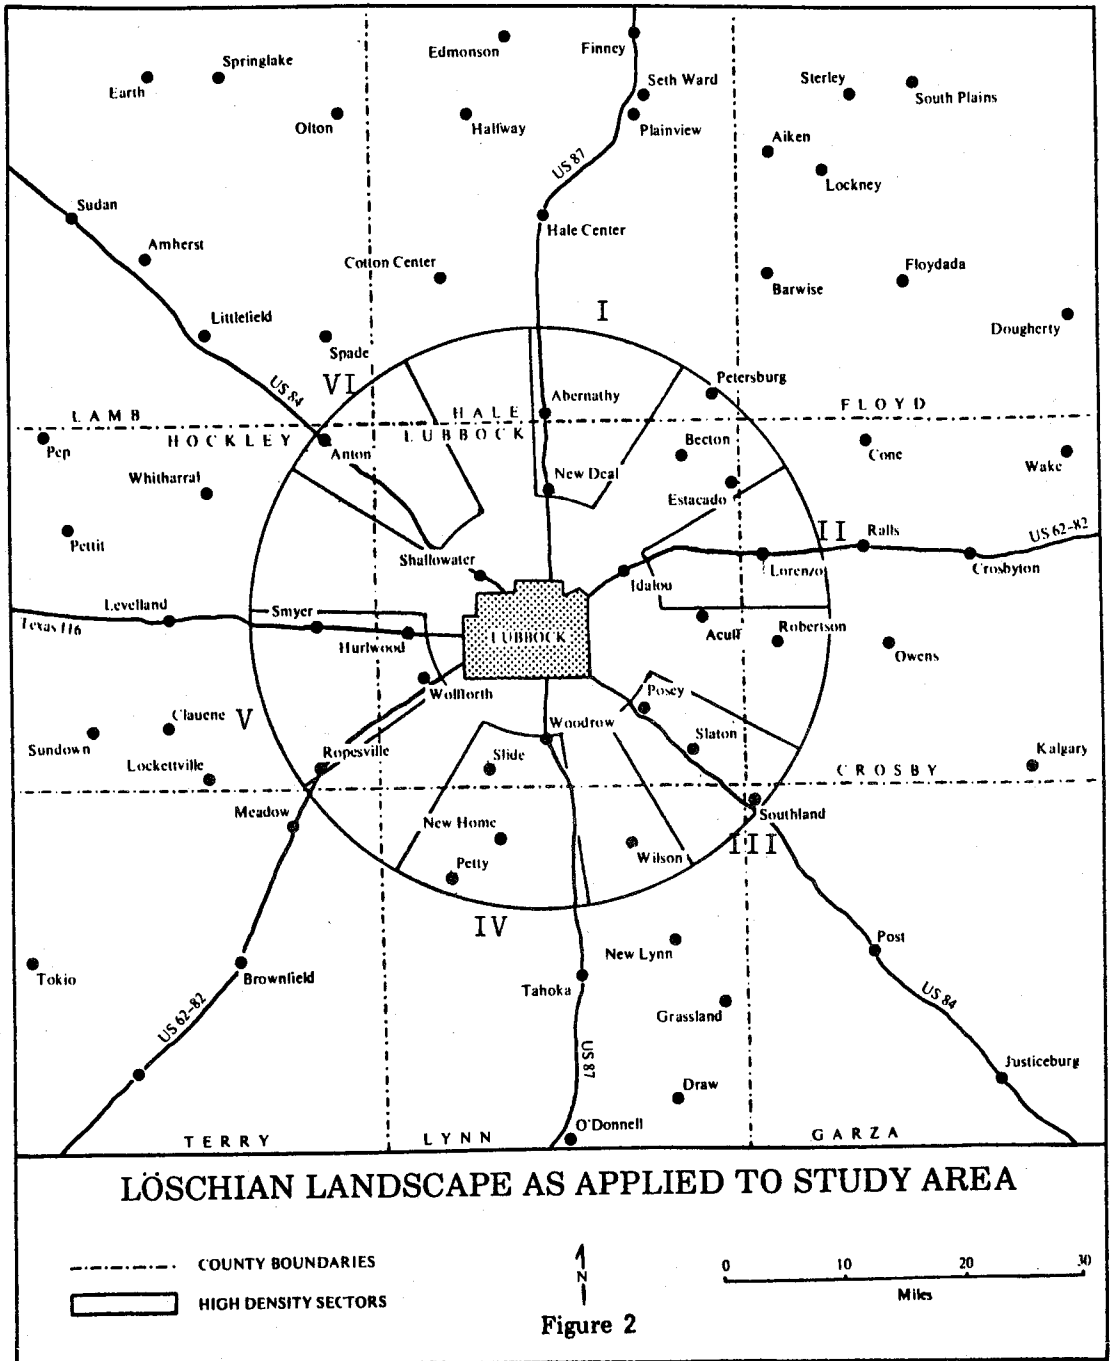 Edmonson
Finney
Springlake
Earth
Seth Ward
Sterley
South Plains
Olton
Halfway
Plainview
Aiken
US 87
Lockney
Sudan
Hale Center
Amherst
Cotton Center
Floydada
Barwise
Littlefield
I
Dougherty
Spade
US 84
VI
Petersburg
Abernathy
LAMB
HALE
FLOYD
HOCKLEY
LUBBOCK
Pep
Anton
Becton
Cone
Wake
Whitharral
New Deal
Estacado
Pettit
II
Ralls
US 62-82
Shallowater
Idalou
Lorenzo
Crosbyton
Levelland
Smyer
Texas 116
LUBBOCK
Acuff
Robertson
Hurlwood
Owens
Wolfforth
Posey
V
Clauene
Woodrow
Slaton
Sundown
Ropesville
Slide
Kalgary
Lockettville
CROSBY
Meadow
New Home
Southland
Petty
Wilson
III
IV
Post
New Lynn
Tokio
Brownfield
Tahoka
US 84
US 62-82
Grassland
US 87
Justiceburg
Draw
O'Donnell
TERRY
LYNN
GARZA
LÖSCHIAN LANDSCAPE AS APPLIED TO STUDY AREA
COUNTY BOUNDARIES
HIGH DENSITY SECTORS
N
0 10 20 30
Miles
Figure 2